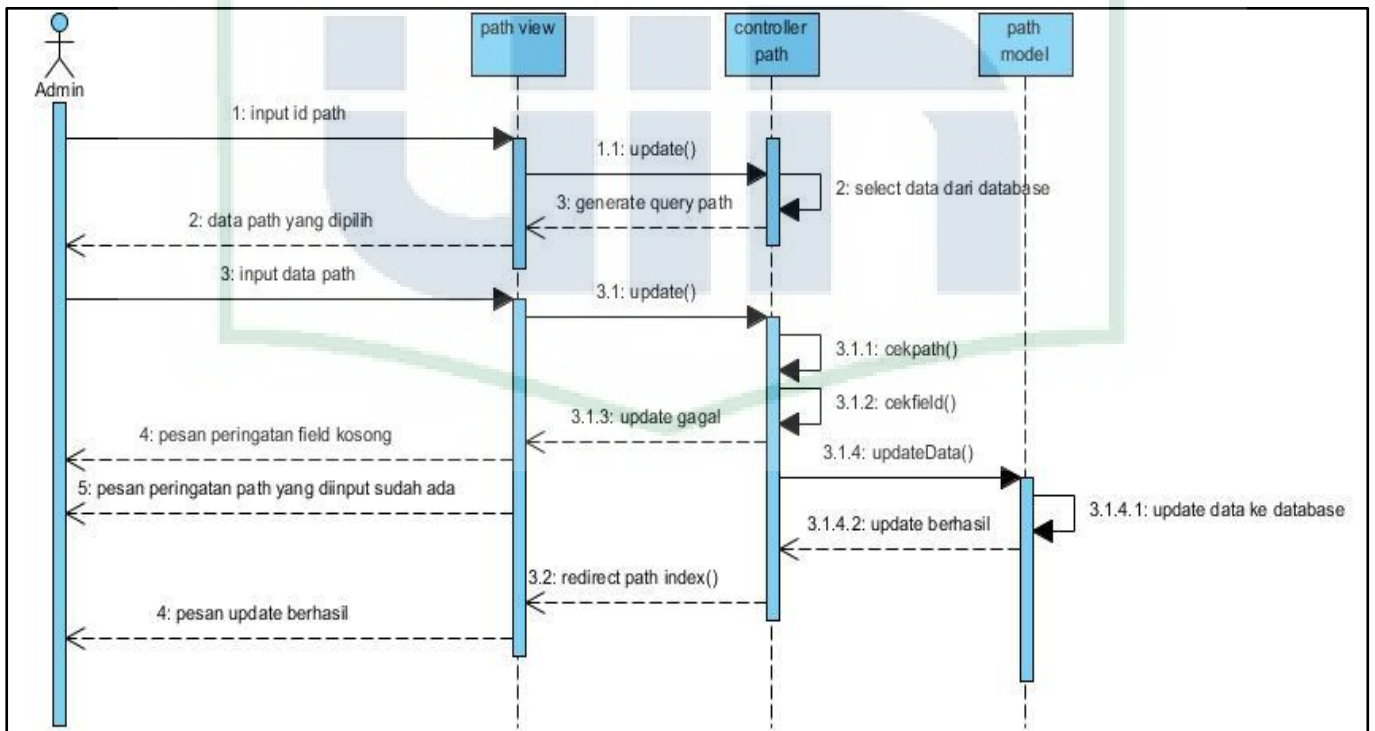 path view
controller
path
path
model
Admin
1: input id path
1.1: update()
2: select data dari database
3: generate query path
2: data path yang dipilih
3: input data path
3.1: update()
3.1.1: cekpath()
3.1.2: cekfield()
3.1.3: update gagal
4: pesan peringatan field kosong
3.1.4: updateData()
5: pesan peringatan path yang diinput sudah ada
3.1.4.1: update data ke database
3.1.4.2: update berhasil
3.2: redirect path index()
4: pesan update berhasil